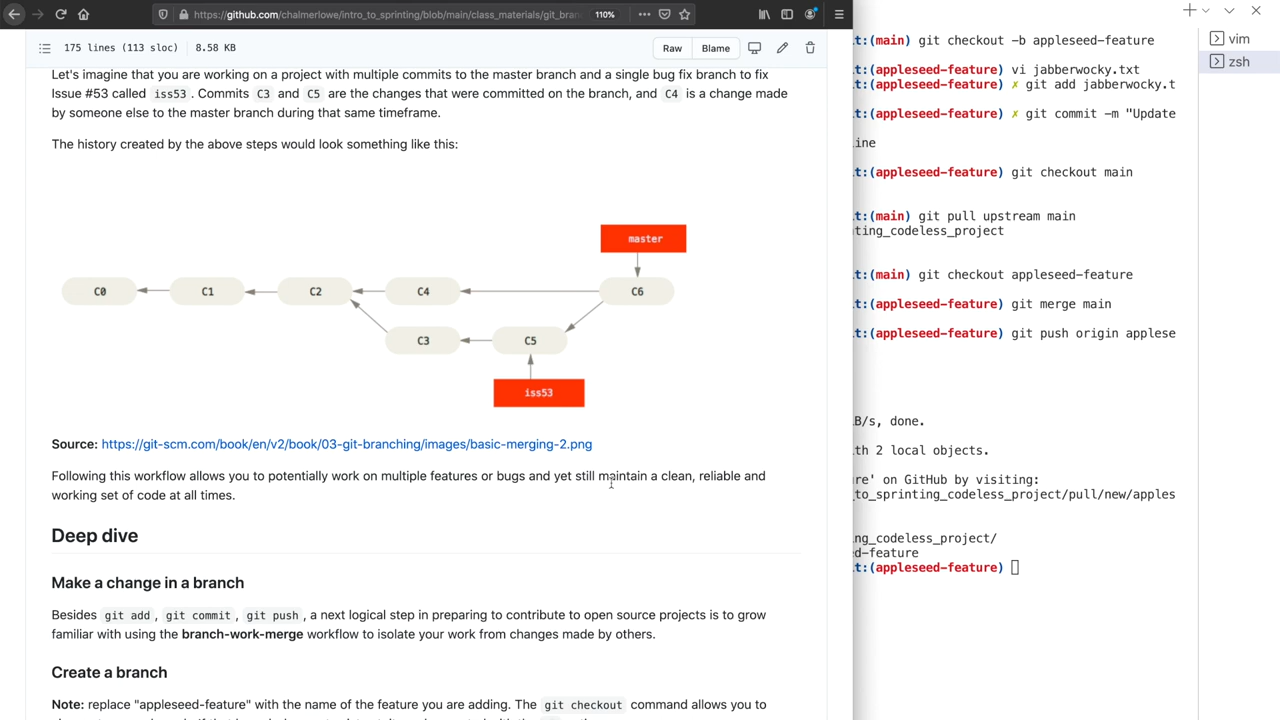 https://github.com/chalmerlowe/intro_to_sprinting/blob/main/class_materials/git_bran
110%
175 lines (113 sloc) 8.58 KB
Raw Blame
Let's imagine that you are working on a project with multiple commits to the master branch and a single bug fix branch to fix
Issue #53 called iss53. Commits C3 and C5 are the changes that were committed on the branch, and C4 is a change made
by someone else to the master branch during that same timeframe.
The history created by the above steps would look something like this:
master
C0 C1 C2 C4 C6
C3 C5
iss53
Source: https://git-scm.com/book/en/v2/book/03-git-branching/images/basic-merging-2.png
Following this workflow allows you to potentially work on multiple features or bugs and yet still maintain a clean, reliable and
working set of code at all times.
Deep dive
Make a change in a branch
Besides git add, git commit, git push, a next logical step in preparing to contribute to open source projects is to grow
familiar with using the branch-work-merge workflow to isolate your work from changes made by others.
Create a branch
Note: replace "appleseed-feature" with the name of the feature you are adding. The git checkout command allows you to
t:(main) git checkout -b appleseed-feature
t:(appleseed-feature) vi jabberwocky.txt
t:(appleseed-feature) ✗ git add jabberwocky.t
t:(appleseed-feature) ✗ git commit -m "Update
ine
t:(appleseed-feature) git checkout main
t:(main) git pull upstream main
ting_codeless_project
t:(main) git checkout appleseed-feature
t:(appleseed-feature) git merge main
t:(appleseed-feature) git push origin applese
B/s, done.
th 2 local objects.
re' on GitHub by visiting:
_to_sprinting_codeless_project/pull/new/apples
ng_codeless_project/
ed-feature
t:(appleseed-feature)
vim
zsh